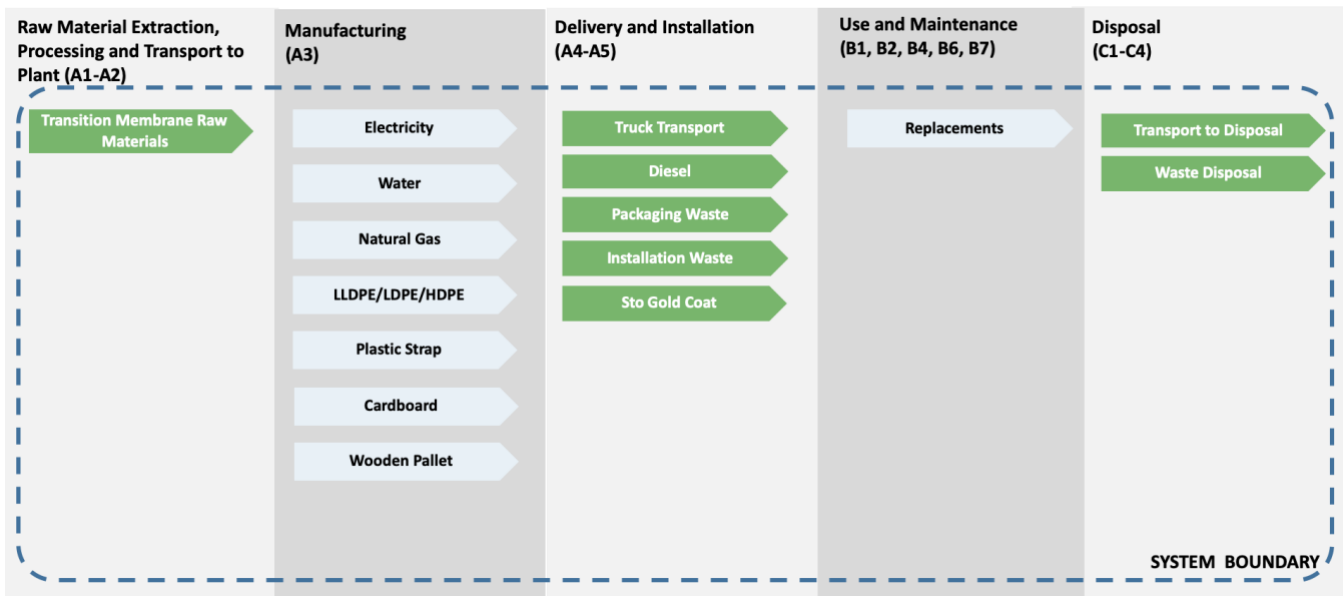 Raw Material Extraction,
Processing and Transport to
Plant (A1-A2)
Transition Membrane Raw
Materials
Manufacturing
(A3)
Electricity
Water
Natural Gas
LLDPE/LDPE/HDPE
Plastic Strap
Cardboard
Wooden Pallet
Delivery and Installation
(A4-A5)
Truck Transport
Diesel
Packaging Waste
Installation Waste
Sto Gold Coat
Use and Maintenance
(B1, B2, B4, B6, B7)
Replacements
Disposal
(C1-C4)
Transport to Disposal
Waste Disposal
SYSTEM BOUNDARY